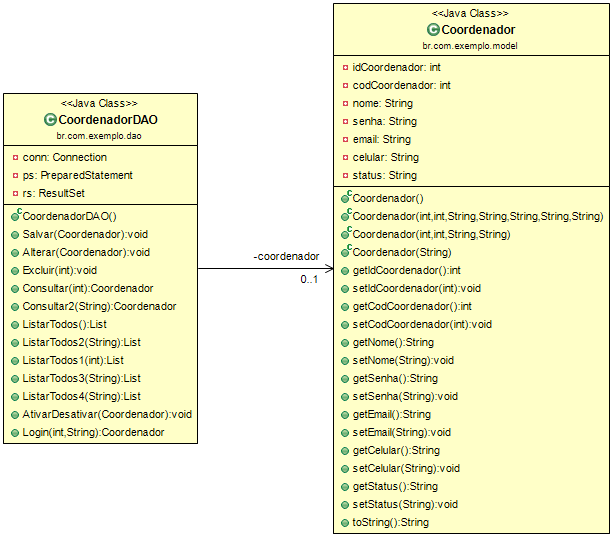 <<Java Class>>
CoordenadorDAO
br.com.exemplo.dao
conn: Connection
ps: PreparedStatement
rs: ResultSet
CoordenadorDAO()
Salvar(Coordenador):void
Alterar(Coordenador):void
Excluir(int):void
Consultar(int):Coordenador
Consultar2(String):Coordenador
ListarTodos():List
ListarTodos2(String):List
ListarTodos1(int):List
ListarTodos3(String):List
ListarTodos4(String):List
AtivarDesativar(Coordenador):void
Login(int,String):Coordenador
-coordenador
0..1
<<Java Class>>
Coordenador
br.com.exemplo.model
idCoordenador: int
codCoordenador: int
nome: String
senha: String
email: String
celular: String
status: String
Coordenador()
Coordenador(int,int,String,String,String,String,String)
Coordenador(int,int,String,String)
Coordenador(String)
getIdCoordenador():int
setIdCoordenador(int):void
getCodCoordenador():int
setCodCoordenador(int):void
getNome():String
setNome(String):void
getSenha():String
setSenha(String):void
getEmail():String
setEmail(String):void
getCelular():String
setCelular(String):void
getStatus():String
setStatus(String):void
toString():String